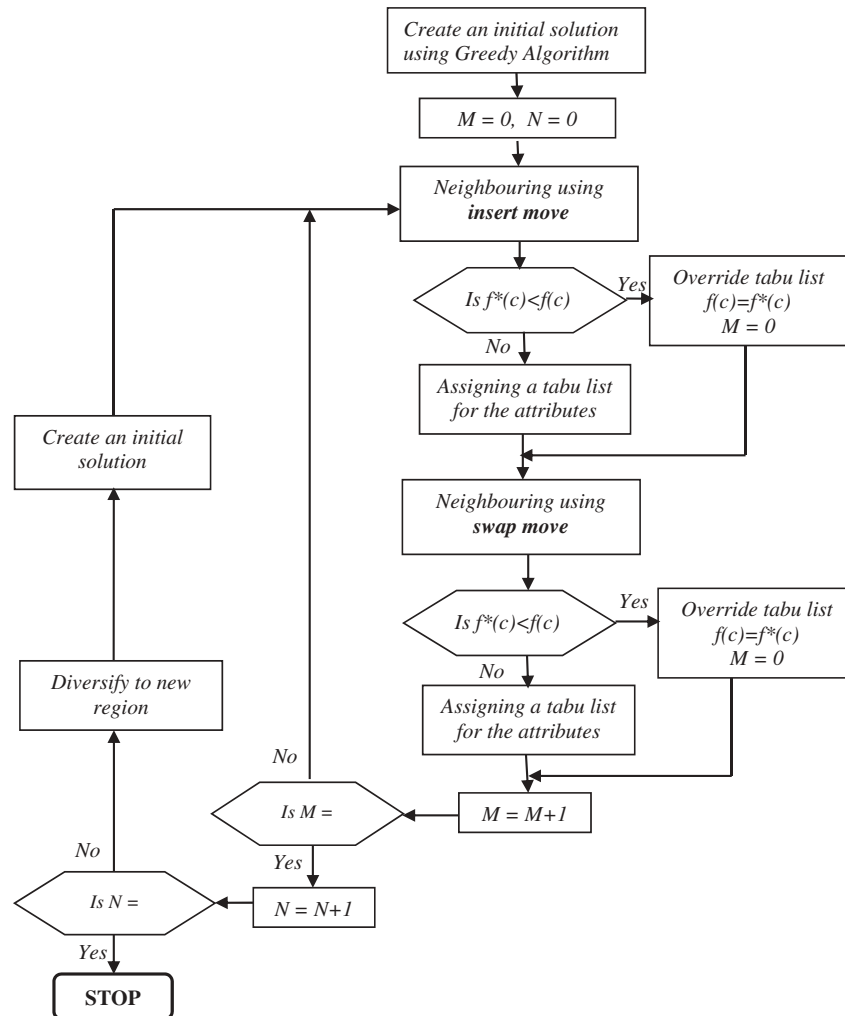 Create an initial solution
using Greedy Algorithm
M = 0, N = 0
Neighbouring using
insert move
Is f*(c)<f(c)
Yes
Override tabu list
f(c)=f*(c)
M = 0
No
Assigning a tabu list
for the attributes
Create an initial
solution
Neighbouring using
swap move
Is f*(c)<f(c)
Yes
Override tabu list
f(c)=f*(c)
M = 0
No
Diversify to new
region
Assigning a tabu list
for the attributes
No
Is M =
M = M+1
No
Yes
Is N =
N = N+1
Yes
STOP